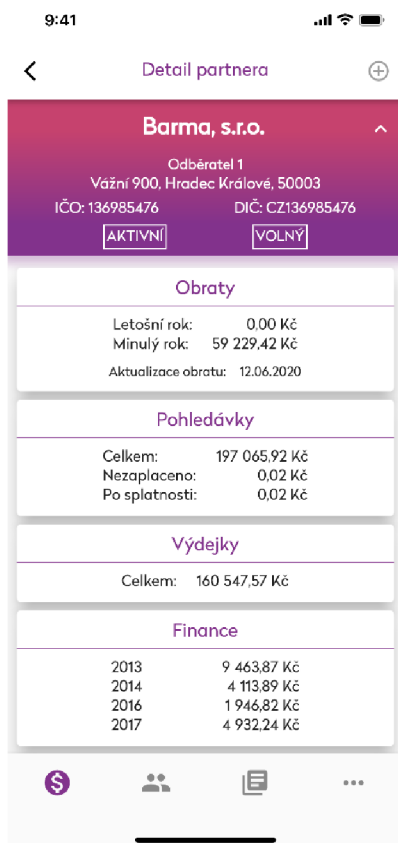 9:41
Detail partnera
Barma, s.r.o.
Odběratel 1
Vážní 900, Hradec Králové, 50003
IČO: 136985476 DIČ: CZ136985476
AKTIVNÍ VOLNÝ
Obraty
Letošní rok: 0,00 Kč
Minulý rok: 59 229,42 Kč
Aktualizace obratu: 12.06.2020
Pohledávky
Celkem: 197 065,92 Kč
Nezaplaceno: 0,02 Kč
Po splatnosti: 0,02 Kč
Výdejky
Celkem: 160 547,57 Kč
Finance
2013 9 463,87 Kč
2014 4 113,89 Kč
2016 1 946,82 Kč
2017 4 932,24 Kč